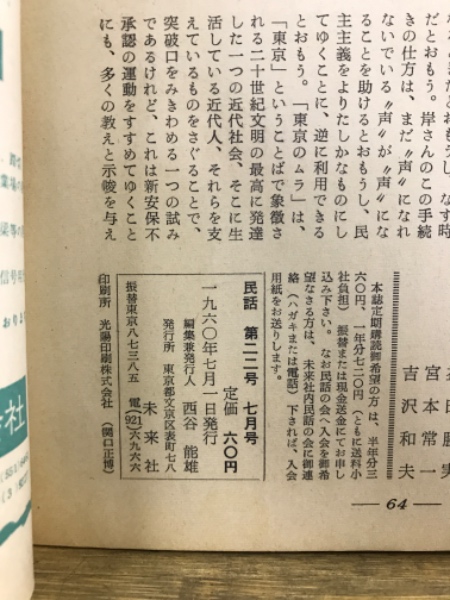 なときだとおもうし、なす時
だとおもう。岸さんのこの手続
きの仕方は、まだ〝声〟になれ
ないでいる〝声〟が〝声〟にな
ることを助けるとおもうし、民
主主義をよりたしかなものにし
てゆくことに、逆に利用できる
とおもう。「東京のムラ」は、
「東京」ということばで象徴さ
れる二十世紀文明の最高に発達
した一つの近代社会、そこに生
活している近代人、それらを支
えているものをさぐることで、
突破口をみきわめる一つの試み
であるけれど、これは新安保不
承認の運動をすすめてゆくこと
にも、多くの教えと示唆を与え
宮本常一
吉沢和夫
本誌定期購読御希望の方は、半年分三
六〇円、一年分七二〇円(ともに送料小
社負担) 振替または現金送金にてお申し
込み下さい。なお民話の会へ入会を御希
望なさる方は、未来社内民話の会に御連
絡(ハガキまたは電話)下されば、入会
用紙をお送りします。
民話 第二二号 七月号
定価 六〇円
一九六〇年七月一日発行
編集兼発行人 西谷能雄
発行所 東京都文京区表町七八
未来社
振替東京八七三八五 電(921)六九六六
印刷所 光陽印刷株式会社 (関口正博)
— 64 —